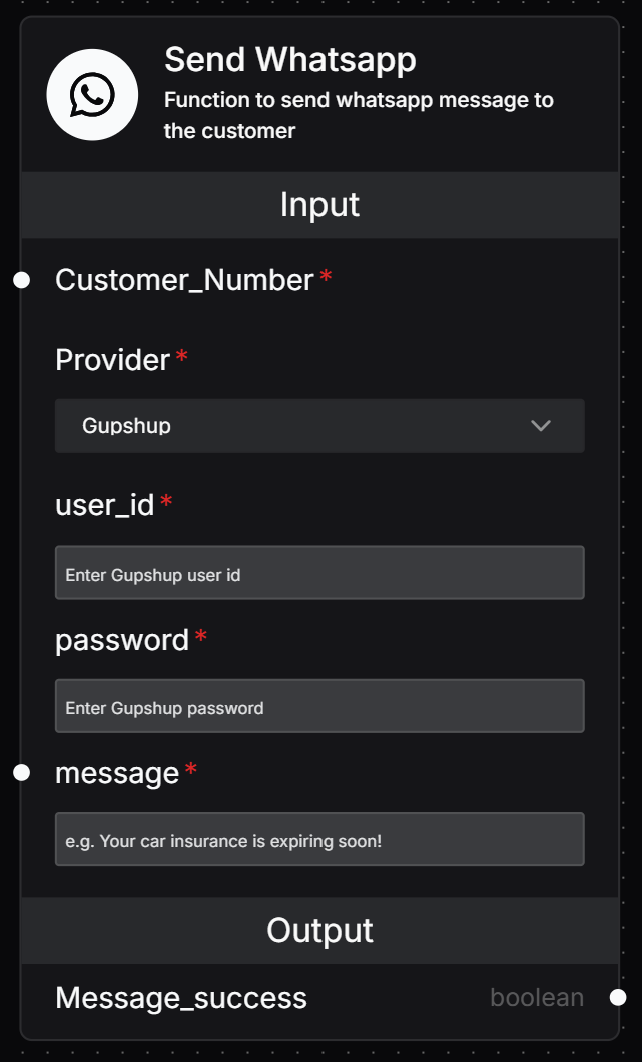 Send Whatsapp
Function to send whatsapp message to
the customer
Input
Customer_Number *
Provider *
Gupshup
user_id *
Enter Gupshup user id
password *
Enter Gupshup password
message *
e.g. Your car insurance is expiring soon!
Output
Message_success boolean